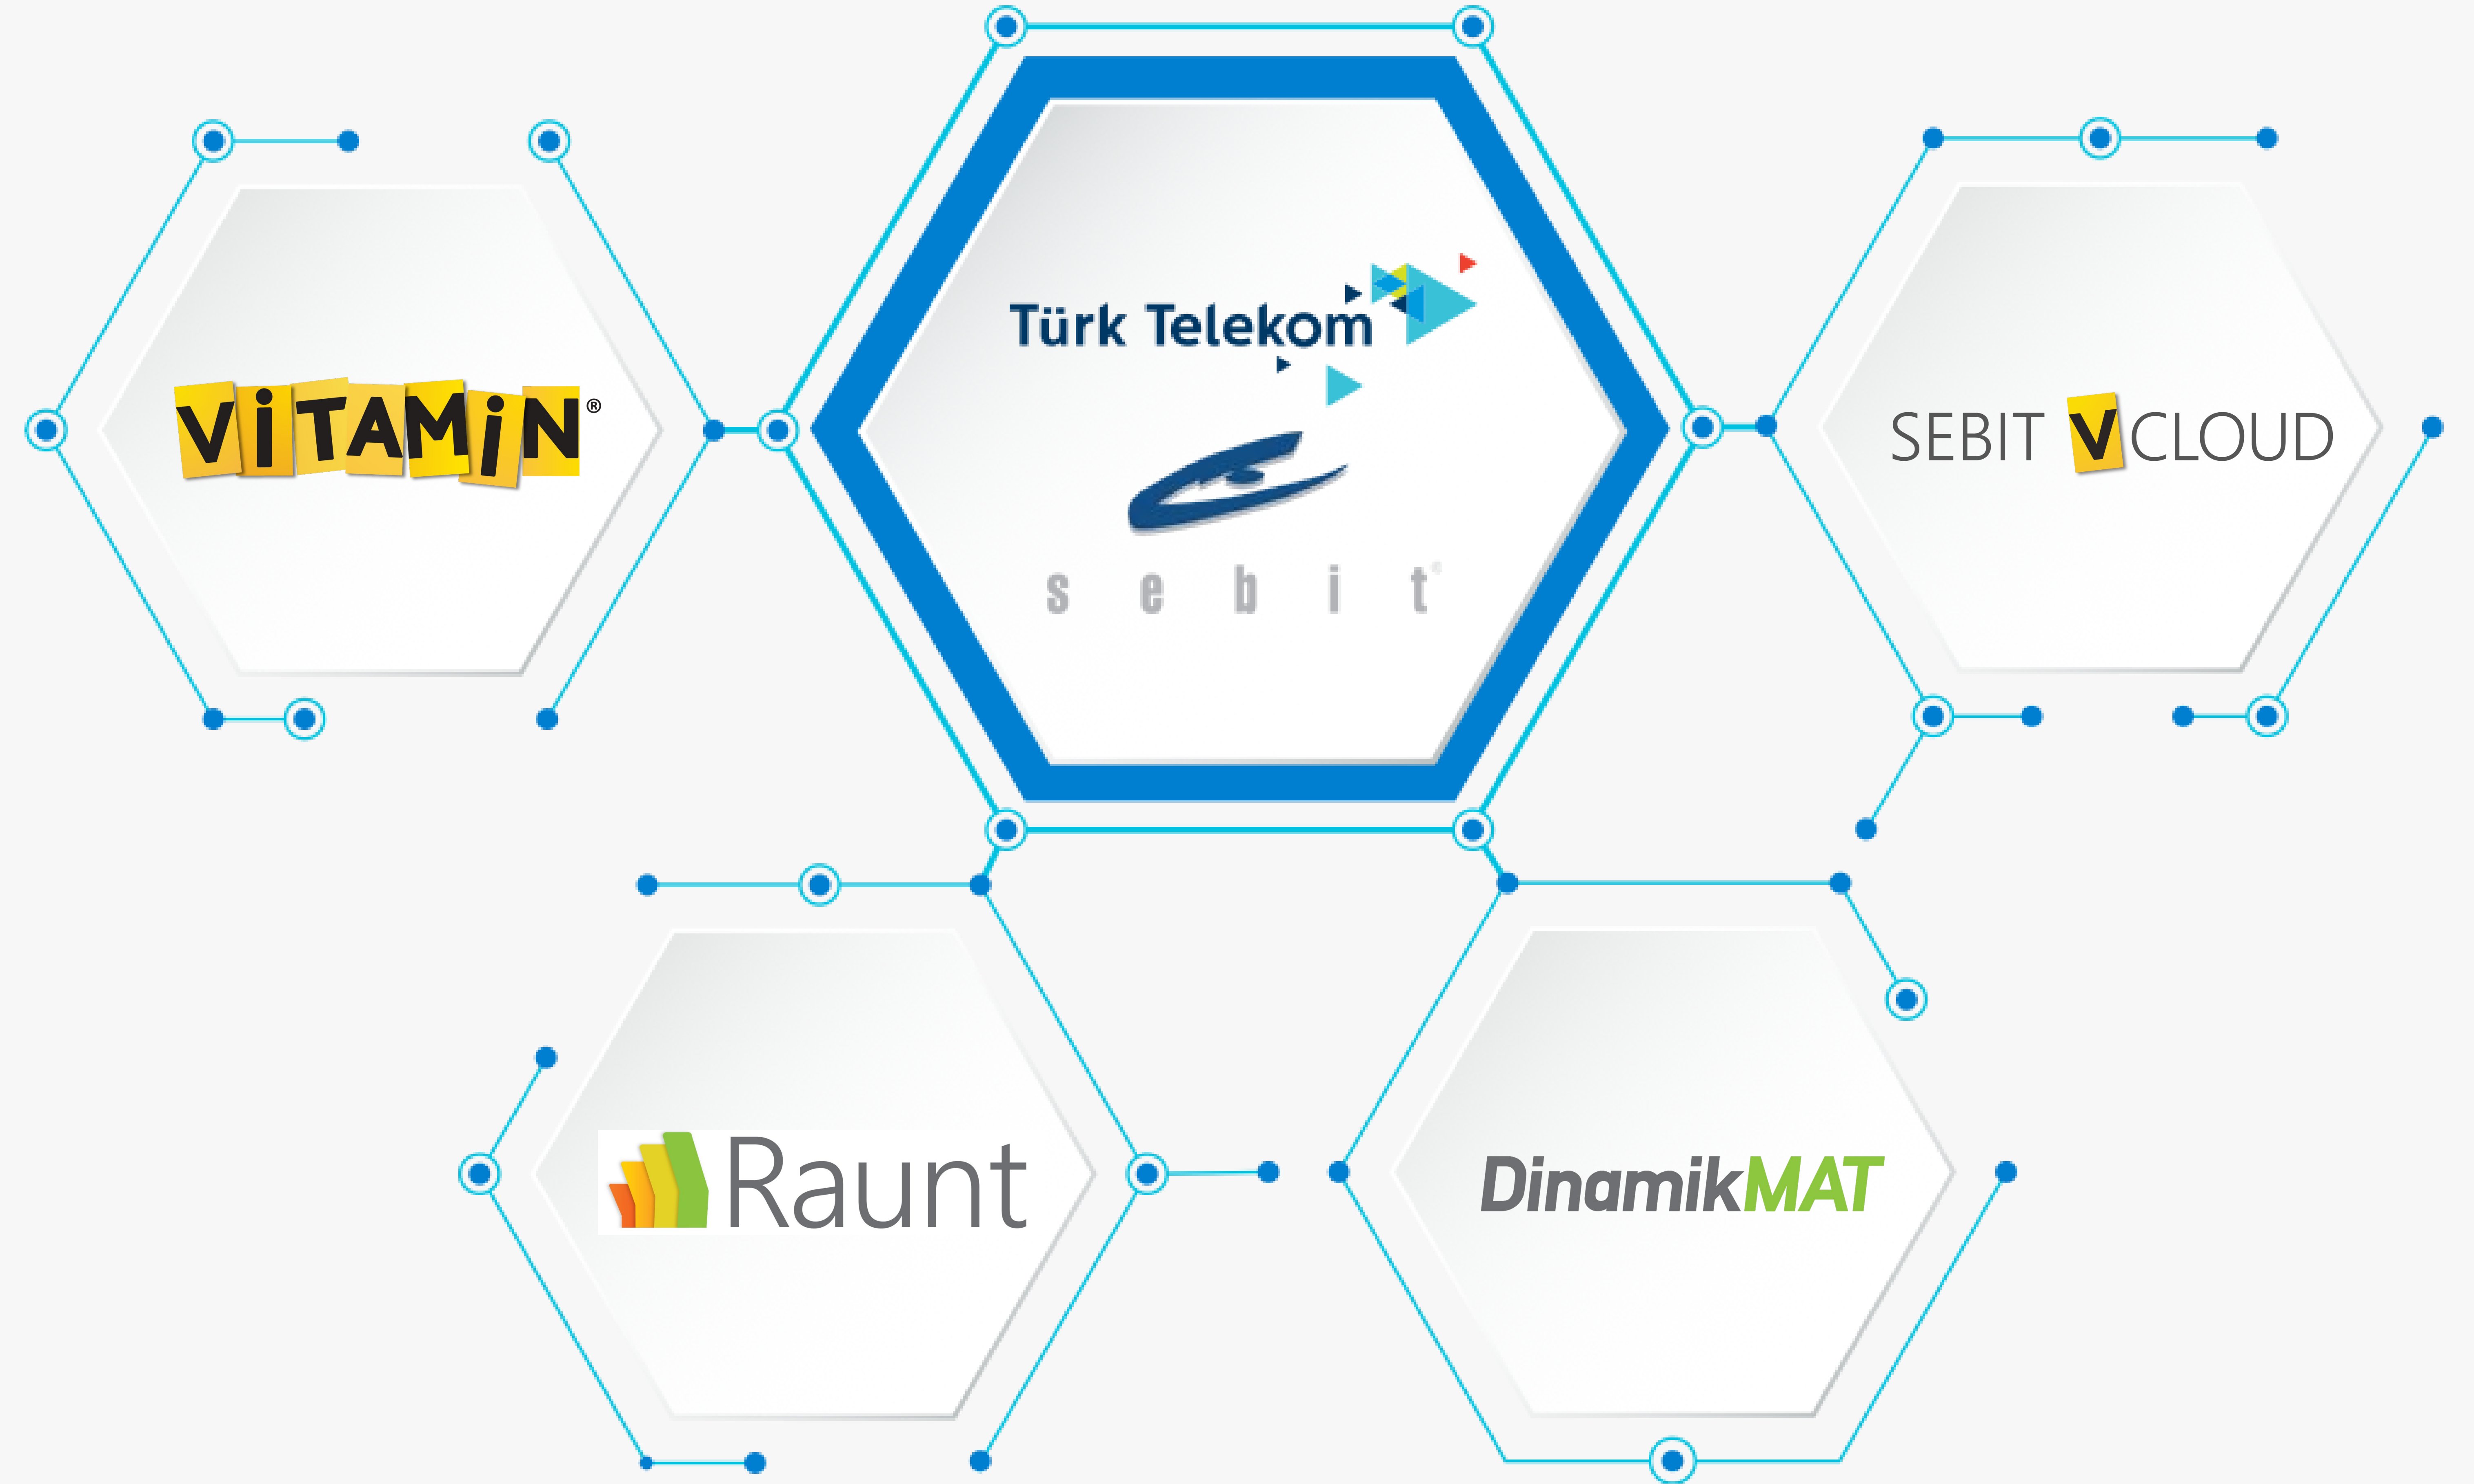 Türk Telekom
sebit®
ViTAMiN®
SEBIT VCLOUD
Raunt
DinamikMAT